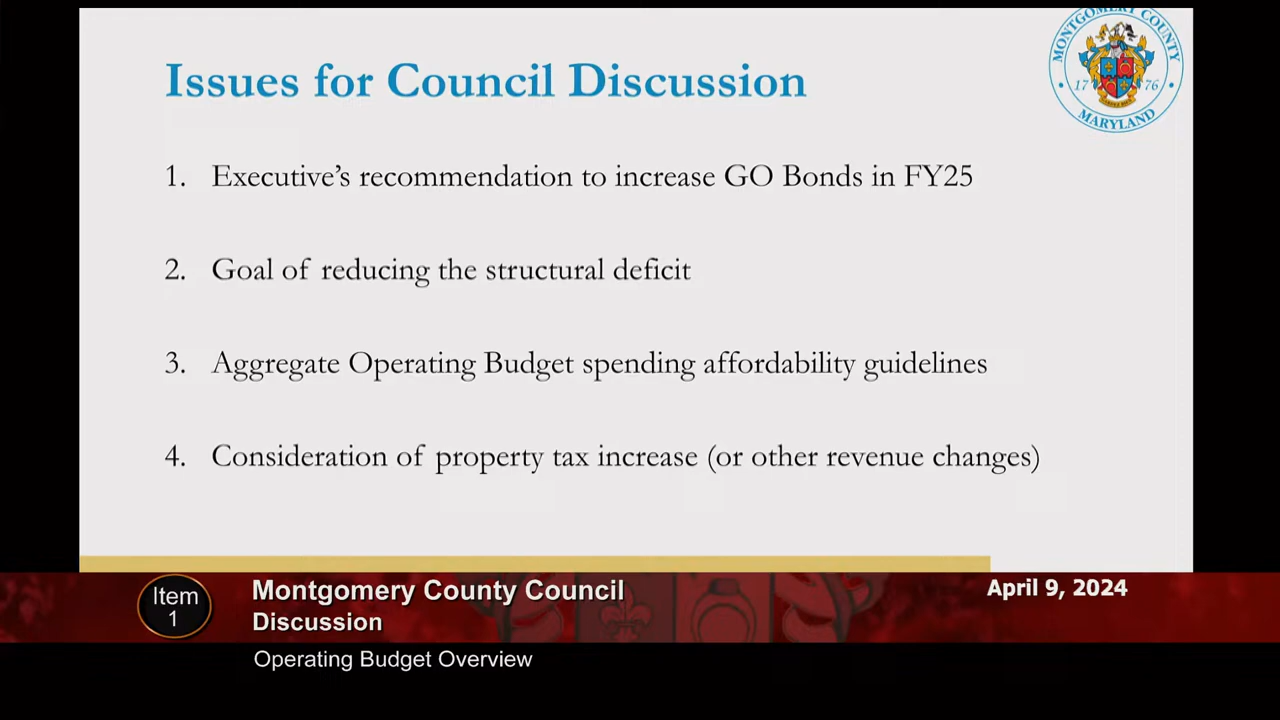 Issues for Council Discussion
MONTGOMERY COUNTY
17 76
MARYLAND
1. Executive’s recommendation to increase GO Bonds in FY25
2. Goal of reducing the structural deficit
3. Aggregate Operating Budget spending affordability guidelines
4. Consideration of property tax increase (or other revenue changes)
Item
1
Montgomery County Council
Discussion
April 9, 2024
Operating Budget Overview